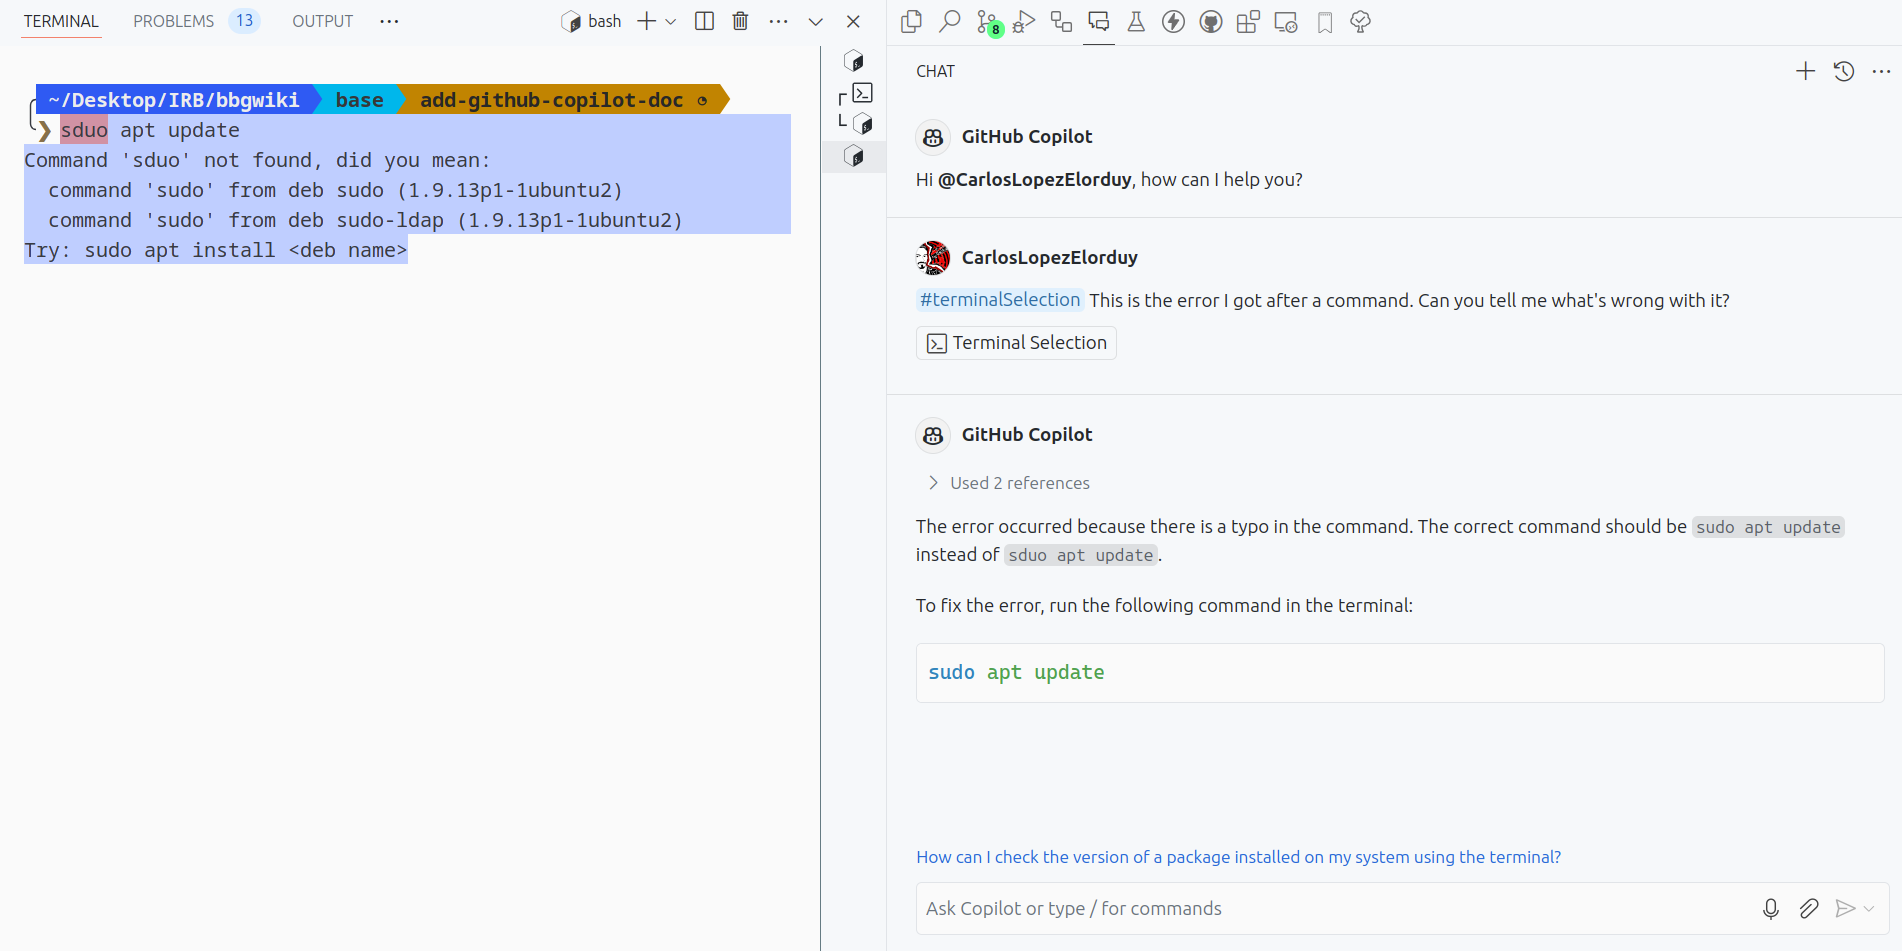 TERMINAL PROBLEMS 13 OUTPUT
bash
~/Desktop/IRB/bbgwiki base add-github-copilot-doc
❯ sduo apt update
Command 'sduo' not found, did you mean:
command 'sudo' from deb sudo (1.9.13p1-1ubuntu2)
command 'sudo' from deb sudo-ldap (1.9.13p1-1ubuntu2)
Try: sudo apt install <deb name>
8
CHAT
GitHub Copilot
Hi @CarlosLopezElorduy, how can I help you?
CarlosLopezElorduy
#terminalSelection This is the error I got after a command. Can you tell me what's wrong with it?
Terminal Selection
GitHub Copilot
Used 2 references
The error occurred because there is a typo in the command. The correct command should be sudo apt update
instead of sduo apt update.
To fix the error, run the following command in the terminal:
sudo apt update
How can I check the version of a package installed on my system using the terminal?
Ask Copilot or type / for commands